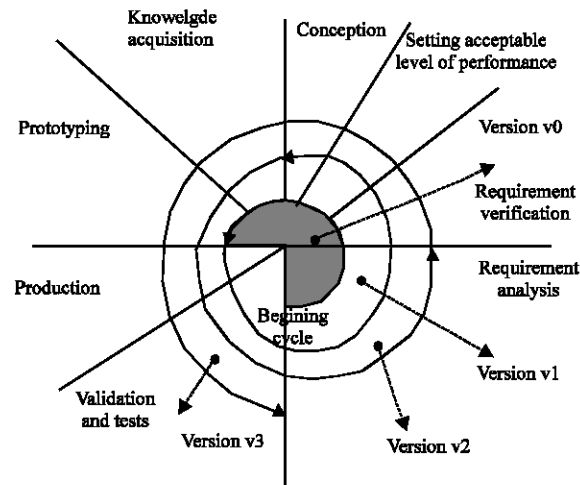 Knowelgde
acquisition
Conception
Setting acceptable
level of performance
Prototyping
Version v0
Requirement
verification
Production
Requirement
analysis
Begining
cycle
Validation
and tests
Version v1
Version v3
Version v2